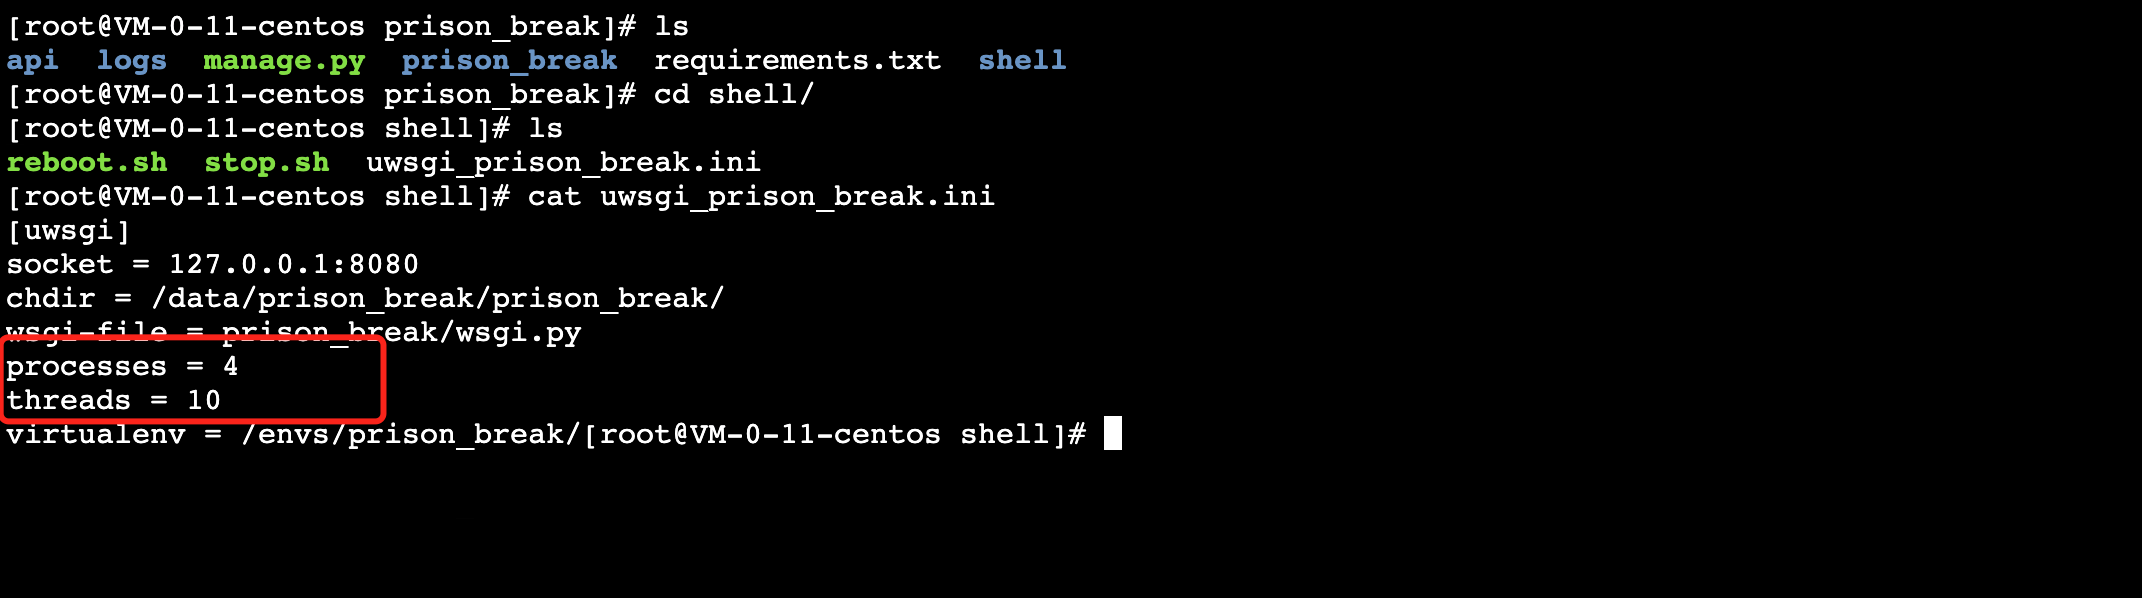 [root@VM-0-11-centos prison_break]# ls
api  logs  manage.py  prison_break  requirements.txt  shell
[root@VM-0-11-centos prison_break]# cd shell/
[root@VM-0-11-centos shell]# ls
reboot.sh  stop.sh  uwsgi_prison_break.ini
[root@VM-0-11-centos shell]# cat uwsgi_prison_break.ini
[uwsgi]
socket = 127.0.0.1:8080
chdir = /data/prison_break/prison_break/
wsgi-file = prison_break/wsgi.py
processes = 4
threads = 10
virtualenv = /envs/prison_break/[root@VM-0-11-centos shell]#